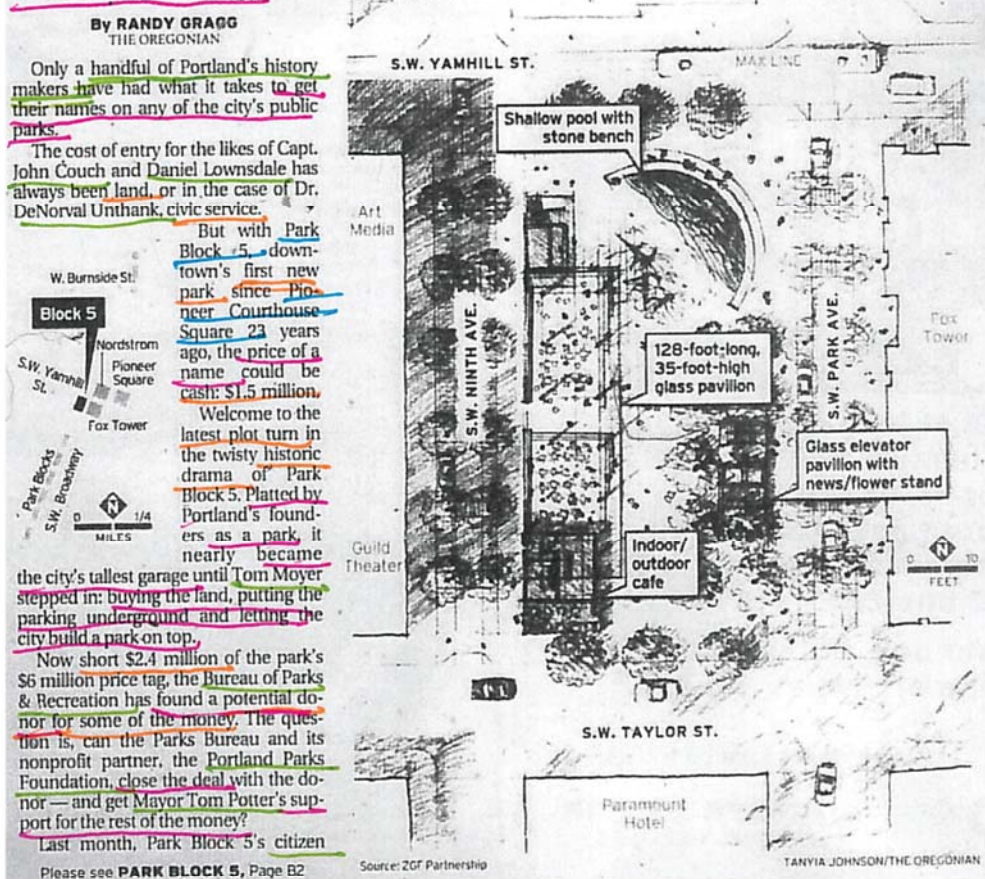 By RANDY GRAGG
THE OREGONIAN
Only a handful of Portland's history
makers have had what it takes to get
their names on any of the city's public
parks.
The cost of entry for the likes of Capt.
John Couch and Daniel Lownsdale has
always been land, or in the case of Dr.
DeNorval Unthank, civic service.
But with Park
Block 5, down-
town's first new
park since Pio-
neer Courthouse
Square 23 years
ago, the price of a
name could be
cash: $1.5 million.
Welcome to the
latest plot turn in
the twisty historic
drama of Park
Block 5. Platted by
Portland's found-
ers as a park, it
nearly became
the city's tallest garage until Tom Moyer
stepped in: buying the land, putting the
parking underground and letting the
city build a park on top.
Now short $2.4 million of the park's
$6 million price tag, the Bureau of Parks
& Recreation has found a potential do-
nor for some of the money. The ques-
tion is, can the Parks Bureau and its
nonprofit partner, the Portland Parks
Foundation, close the deal with the do-
nor — and get Mayor Tom Potter's sup-
port for the rest of the money?
Last month, Park Block 5's citizen
Please see PARK BLOCK 5, Page B2
W. Burnside St.
Block 5
Nordstrom
S.W. Yamhill
St.
Pioneer
Square
Fox Tower
Park Blocks
S.W. Broadway
N
0 1/4
MILES
S.W. YAMHILL ST.
MAX LINE
Shallow pool with
stone bench
Art
Media
S.W. NINTH AVE.
S.W. PARK AVE.
Fox
Tower
128-foot-long,
35-foot-high
glass pavilion
Glass elevator
pavilion with
news/flower stand
Guild
Theater
Indoor/
outdoor
cafe
N
0 10
FEET
S.W. TAYLOR ST.
Paramount
Hotel
Source: ZGF Partnership
TANYIA JOHNSON/THE OREGONIAN